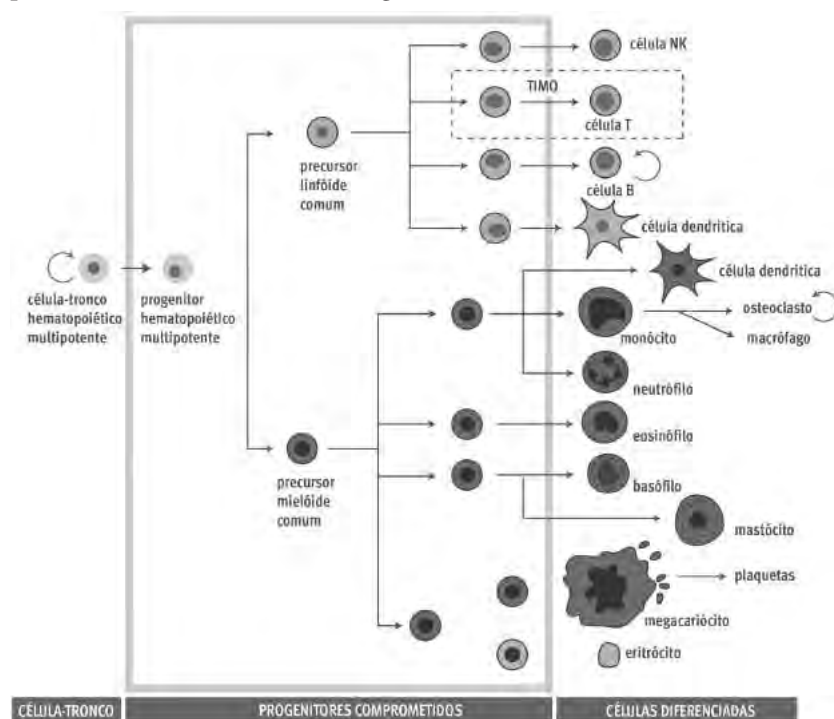 célula NK
TIMO
célula T
precursor
linfóide
comum
célula B
célula dendrítica
célula dendrítica
célula-tronco
hematopoiético
multipotente
progenitor
hematopoiético
multipotente
osteoclasto
monócito
macrófago
neutrófilo
eosinófilo
precursor
mielóide
comum
basófilo
mastócito
plaquetas
megacariócito
eritrócito
CÉLULA-TRONCO
PROGENITORES COMPROMETIDOS
CÉLULAS DIFERENCIADAS